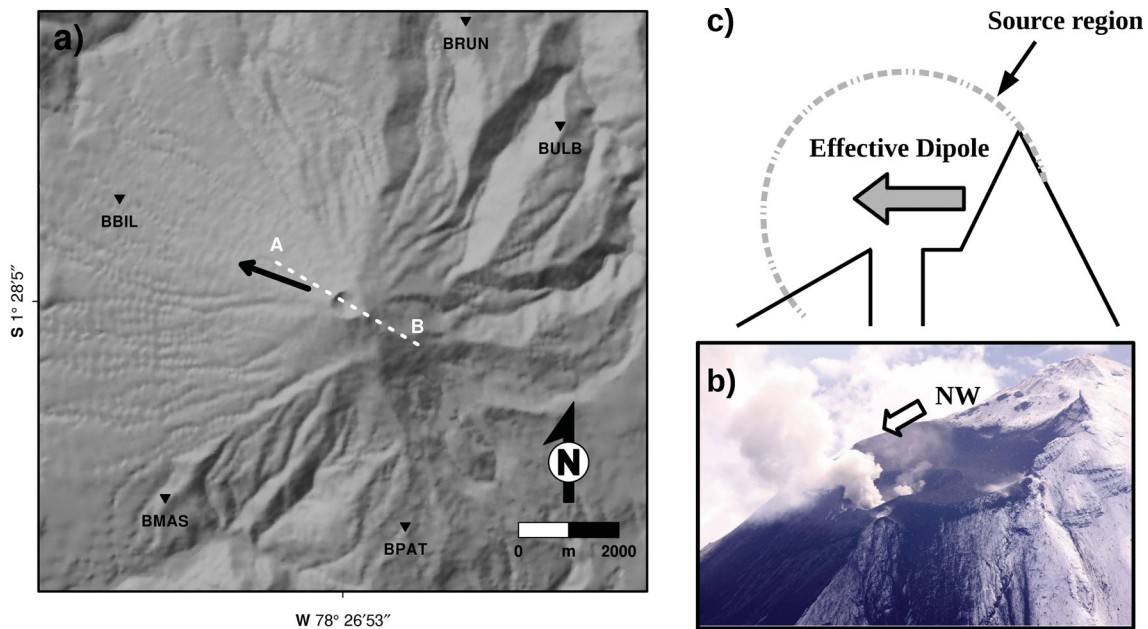 a)
BRUN
BULB
BBIL
A
B
S 1° 28′5″
N
BMAS
BPAT
0 m 2000
W 78° 26′53″
c)
Source region
Effective Dipole
b)
NW